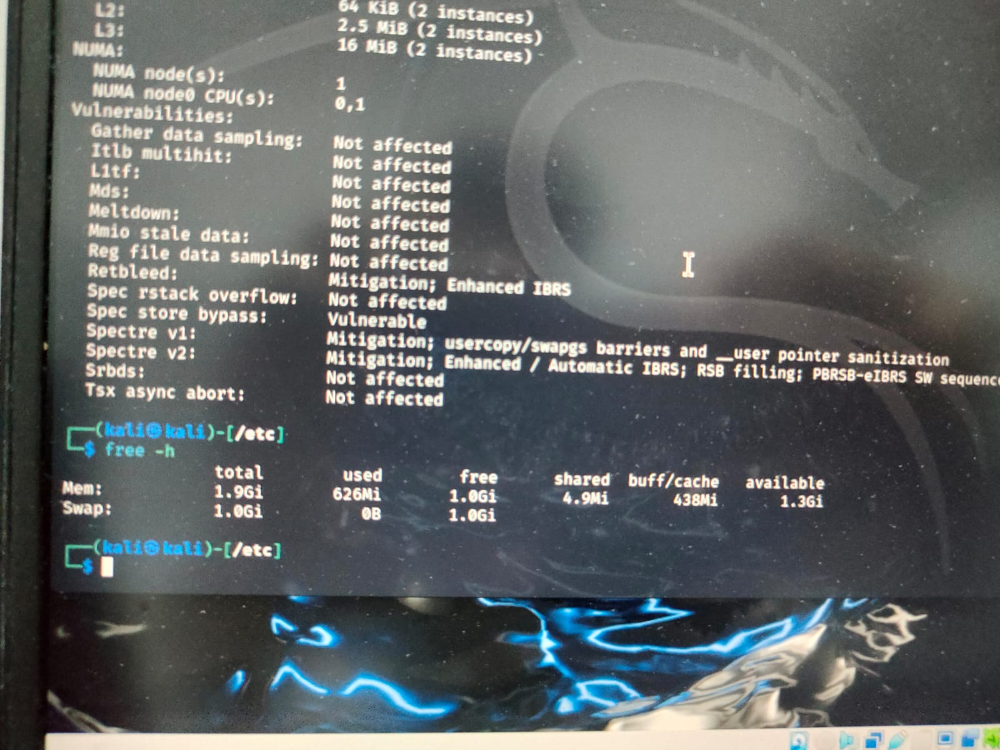 L2: 64 KiB (2 instances)
L3: 2.5 MiB (2 instances)
NUMA: 16 MiB (2 instances)
NUMA node(s): 1
NUMA node0 CPU(s): 0,1
Vulnerabilities:
Gather data sampling: Not affected
Itlb multihit: Not affected
L1tf: Not affected
Mds: Not affected
Meltdown: Not affected
Mmio stale data: Not affected
Reg file data sampling: Not affected
Retbleed: Mitigation; Enhanced IBRS
Spec rstack overflow: Not affected
Spec store bypass: Vulnerable
Spectre v1: Mitigation; usercopy/swapgs barriers and __user pointer sanitization
Spectre v2: Mitigation; Enhanced / Automatic IBRS; RSB filling; PBRSB-eIBRS SW sequenc
Srbds: Not affected
Tsx async abort: Not affected
┌──(kali㉿kali)-[/etc]
└─$ free -h
total used free shared buff/cache available
Mem: 1.9Gi 626Mi 1.0Gi 4.9Mi 438Mi 1.3Gi
Swap: 1.0Gi 0B 1.0Gi
┌──(kali㉿kali)-[/etc]
└─$